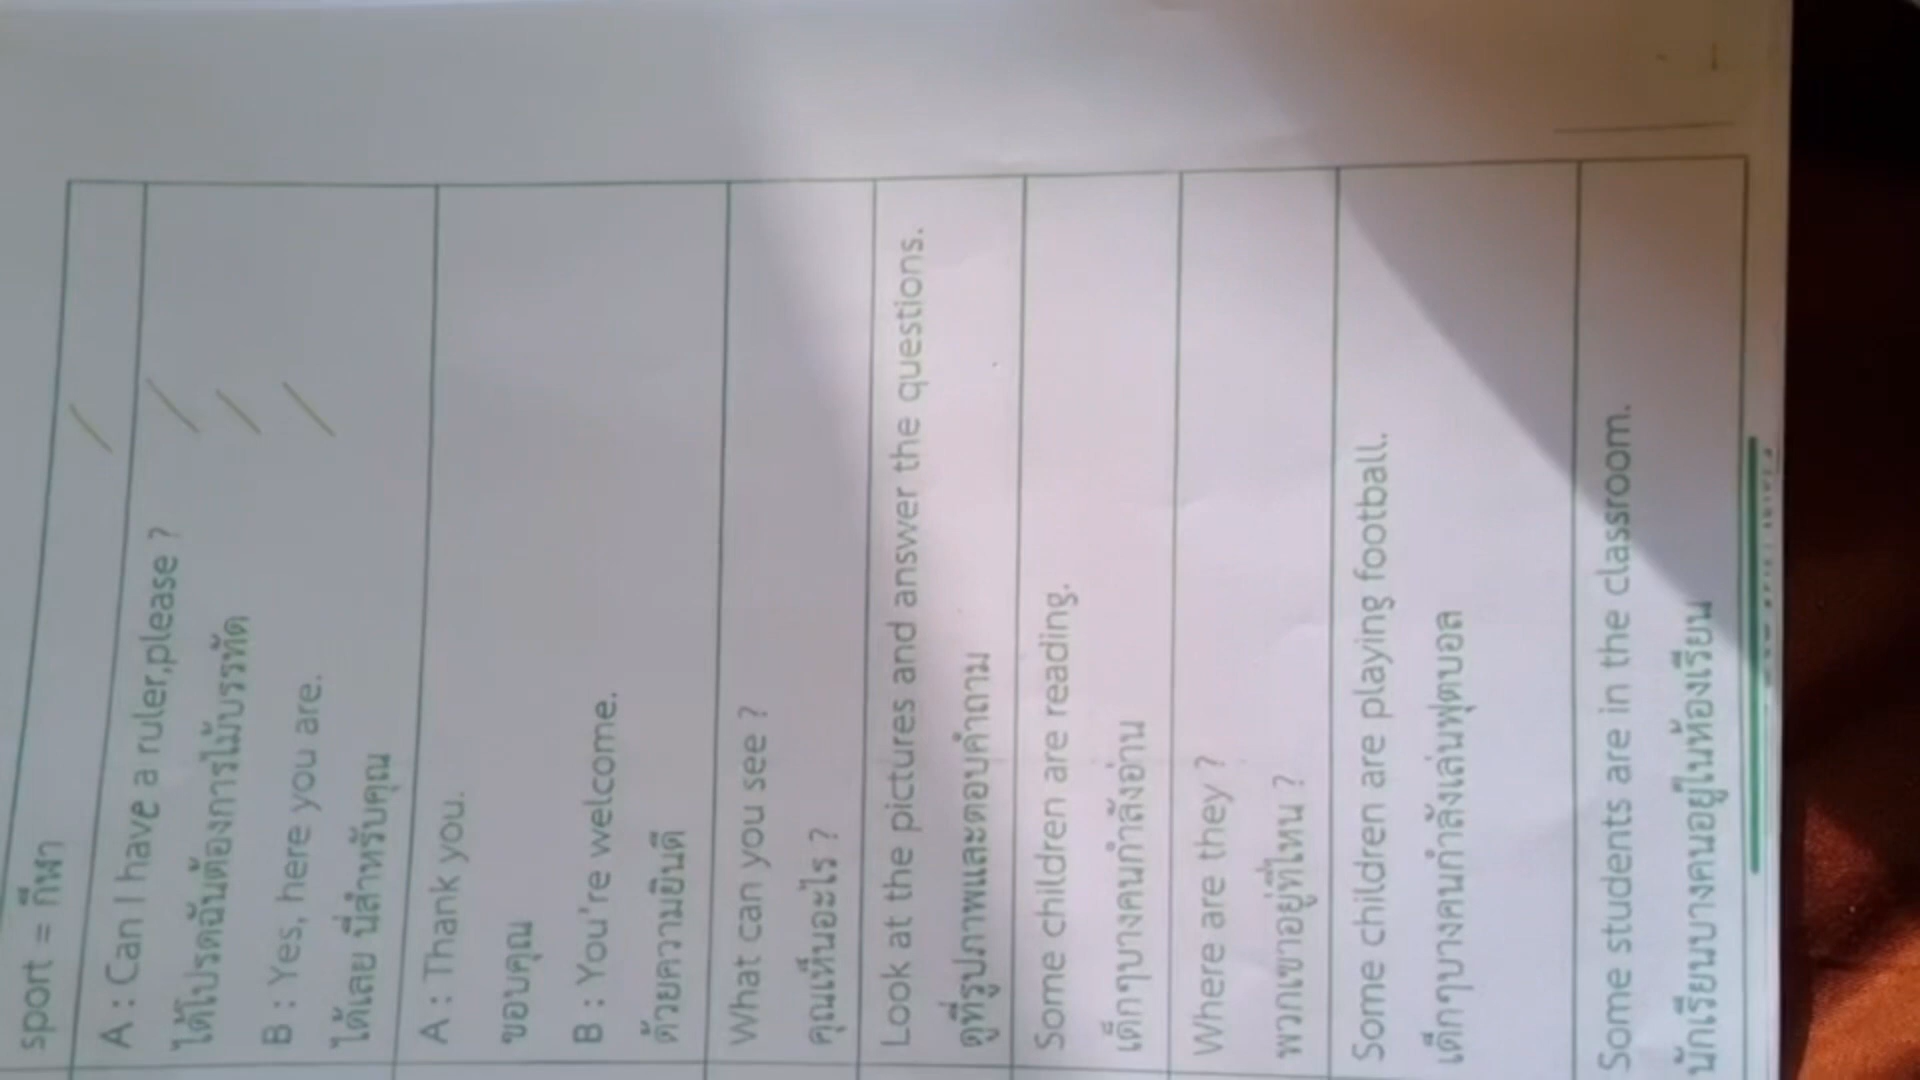 sport = กีฬา
A : Can I have a ruler,please ?
ได้โปรดฉันต้องการไม้บรรทัด
B : Yes, here you are.
ได้เลย นี่สำหรับคุณ
A : Thank you.
ขอบคุณ
B : You're welcome.
ด้วยความยินดี
What can you see ?
คุณเห็นอะไร ?
Look at the pictures and answer the questions.
ดูที่รูปภาพและตอบคำถาม
Some children are reading.
เด็กๆบางคนกำลังอ่าน
Where are they ?
พวกเขาอยู่ที่ไหน ?
Some children are playing football.
เด็กๆบางคนกำลังเล่นฟุตบอล
Some students are in the classroom.
นักเรียนบางคนอยู่ในห้องเรียน